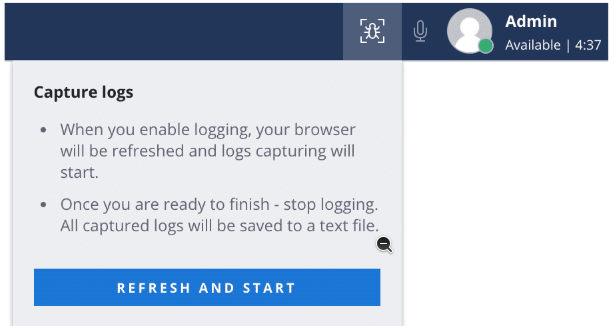 Admin
Available | 4:37
Capture logs
• When you enable logging, your browser
will be refreshed and logs capturing will
start.
• Once you are ready to finish - stop logging.
All captured logs will be saved to a text file.
REFRESH AND START